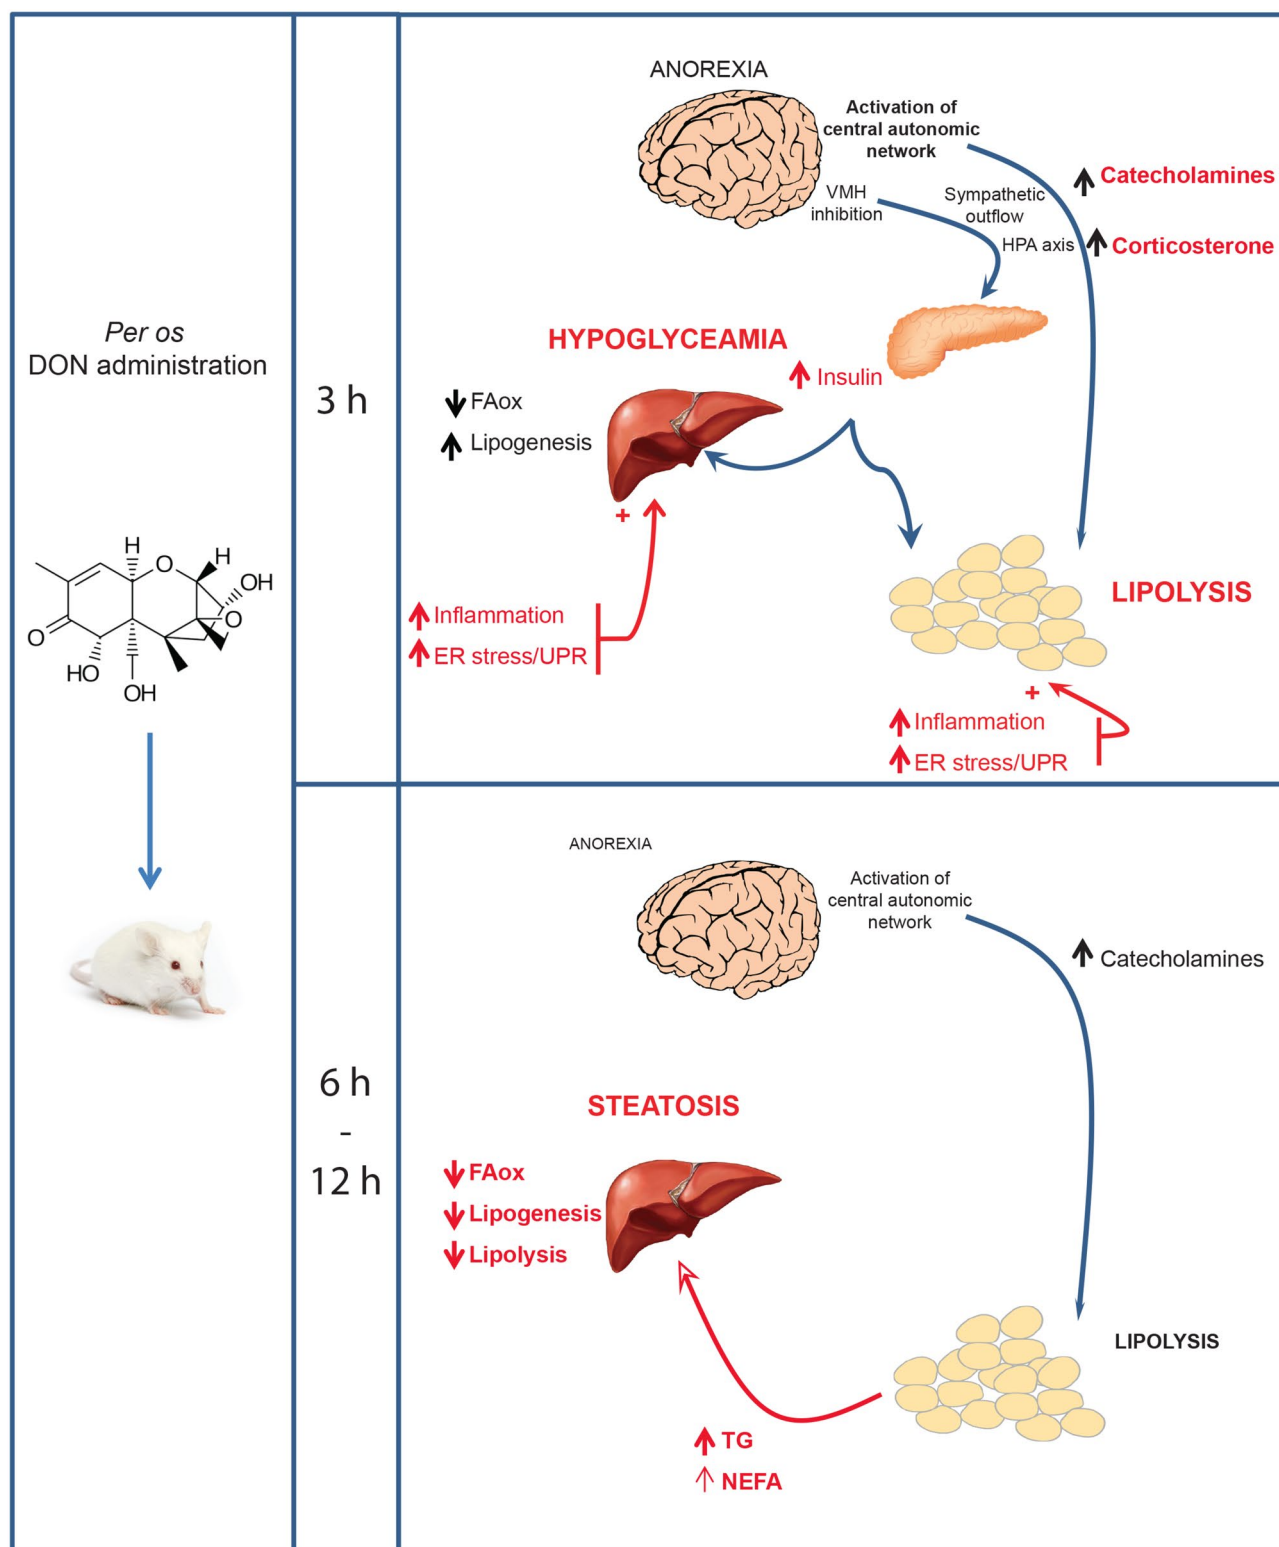 Per os
DON administration
H
O
H
OH
O
O
HO
OH
3 h
ANOREXIA
Activation of
central autonomic
network
VMH
inhibition
Sympathetic
outflow
HPA axis
Catecholamines
Corticosterone
HYPOGLYCEAMIA
Insulin
FAox
Lipogenesis
+
Inflammation
ER stress/UPR
LIPOLYSIS
+
Inflammation
ER stress/UPR
6 h
-
12 h
ANOREXIA
Activation of
central autonomic
network
Catecholamines
STEATOSIS
FAox
Lipogenesis
Lipolysis
LIPOLYSIS
TG
NEFA